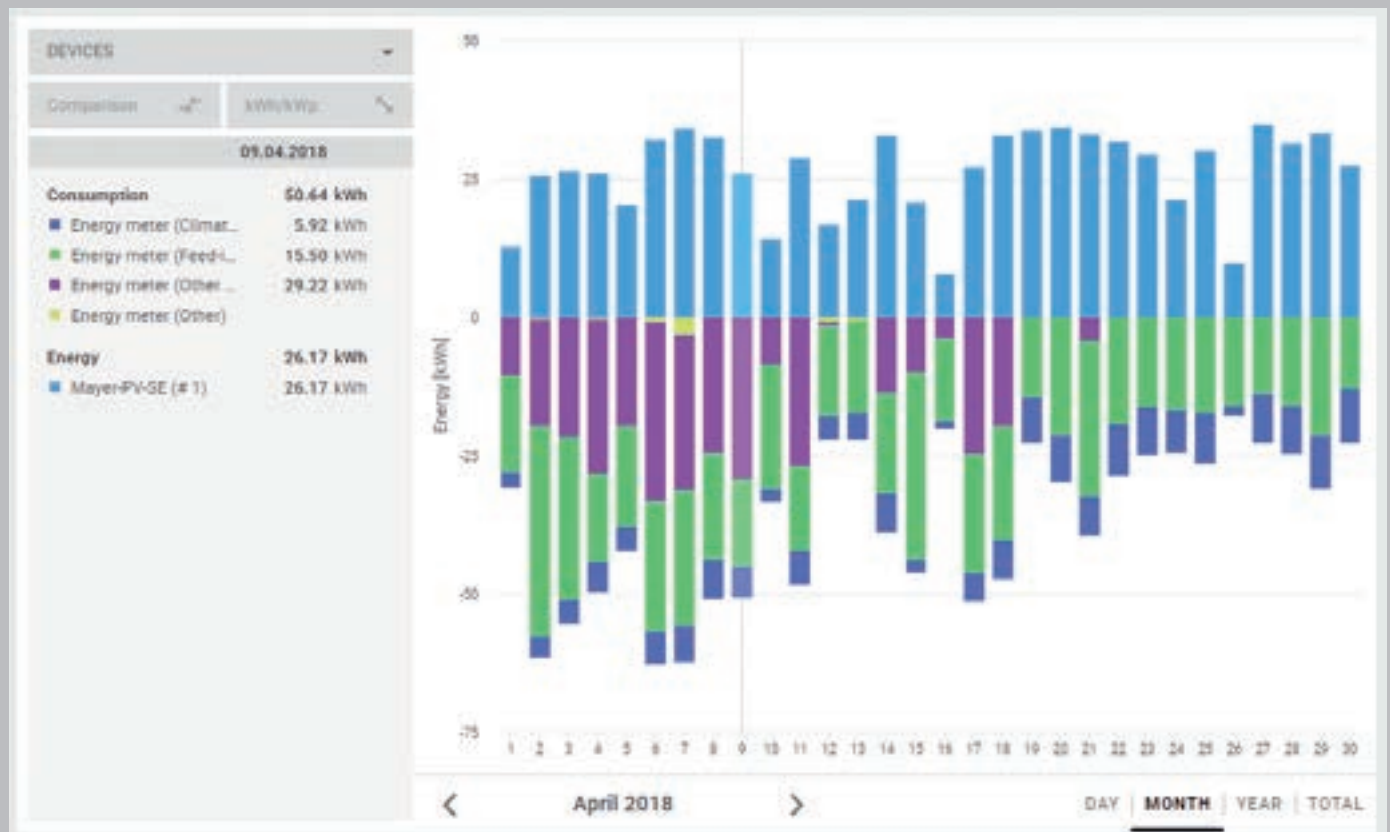 DEVICES
Comparison kWh/kWp
09.04.2018
Consumption 50.64 kWh
Energy meter (Climat... 5.92 kWh
Energy meter (Feed-i... 15.50 kWh
Energy meter (Other ... 29.22 kWh
Energy meter (Other)
Energy 26.17 kWh
Mayer-PV-SE (# 1) 26.17 kWh
Energy [kWh]
50
25
0
-25
-50
-75
1 2 3 4 5 6 7 8 9 10 11 12 13 14 15 16 17 18 19 20 21 22 23 24 25 26 27 28 29 30
April 2018
DAY | MONTH | YEAR | TOTAL